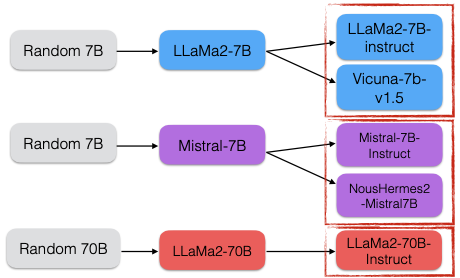 Random 7B
LLaMa2-7B
LLaMa2-7B-
instruct
Vicuna-7b-
v1.5
Random 7B
Mistral-7B
Mistral-7B-
Instruct
NousHermes2
-Mistral7B
Random 70B
LLaMa2-70B
LLaMa2-70B-
Instruct